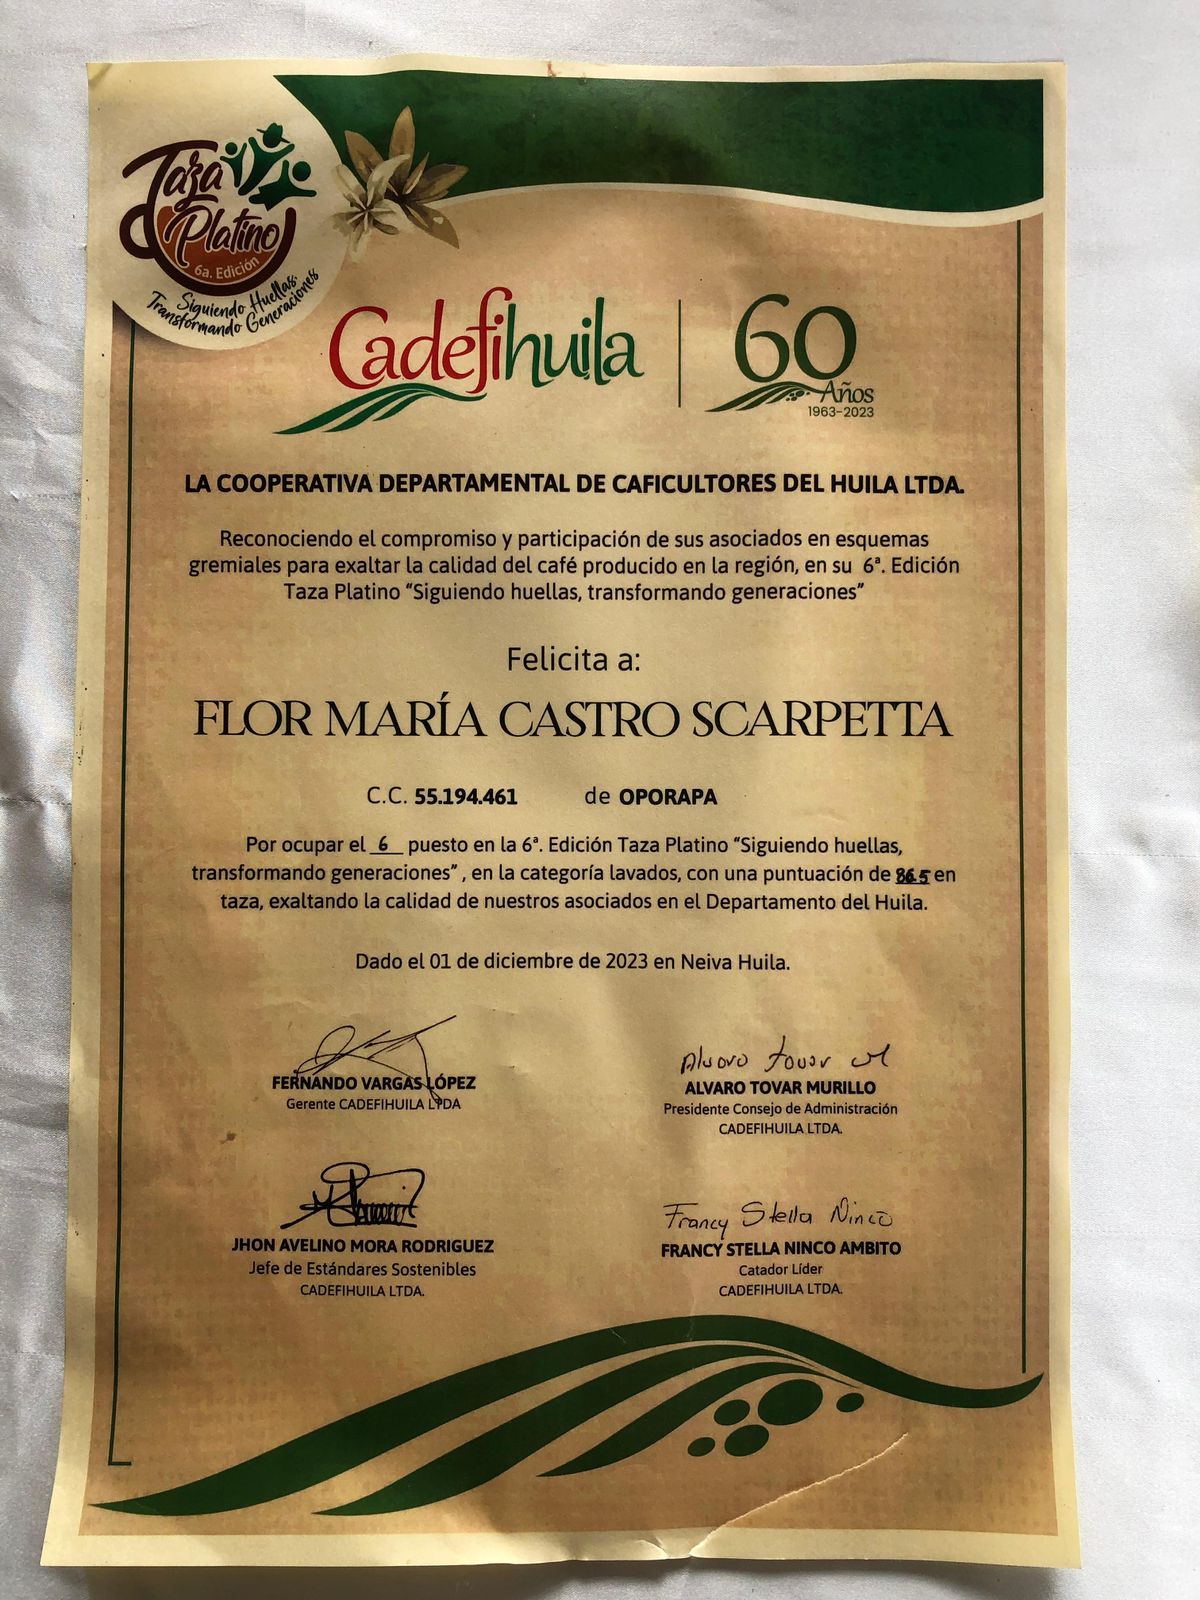 Taza
Platino
6a. Edición
Siguiendo Huellas,
Transformando Generaciones
Cadefihuila
60
Años
1963-2023
LA COOPERATIVA DEPARTAMENTAL DE CAFICULTORES DEL HUILA LTDA.
Reconociendo el compromiso y participación de sus asociados en esquemas
gremiales para exaltar la calidad del café producido en la región, en su 6ª. Edición
Taza Platino “Siguiendo huellas, transformando generaciones”
Felicita a:
FLOR MARÍA CASTRO SCARPETTA
C.C. 55.194.461 de OPORAPA
Por ocupar el 6 puesto en la 6ª. Edición Taza Platino “Siguiendo huellas,
transformando generaciones” , en la categoría lavados, con una puntuación de 86.5 en
taza, exaltando la calidad de nuestros asociados en el Departamento del Huila.
Dado el 01 de diciembre de 2023 en Neiva Huila.
FERNANDO VARGAS LÓPEZ
Gerente CADEFIHUILA LTDA
Alvaro Tovar
ALVARO TOVAR MURILLO
Presidente Consejo de Administración
CADEFIHUILA LTDA.
JHON AVELINO MORA RODRIGUEZ
Jefe de Estándares Sostenibles
CADEFIHUILA LTDA.
Francy Stella Ninco
FRANCY STELLA NINCO AMBITO
Catador Líder
CADEFIHUILA LTDA.